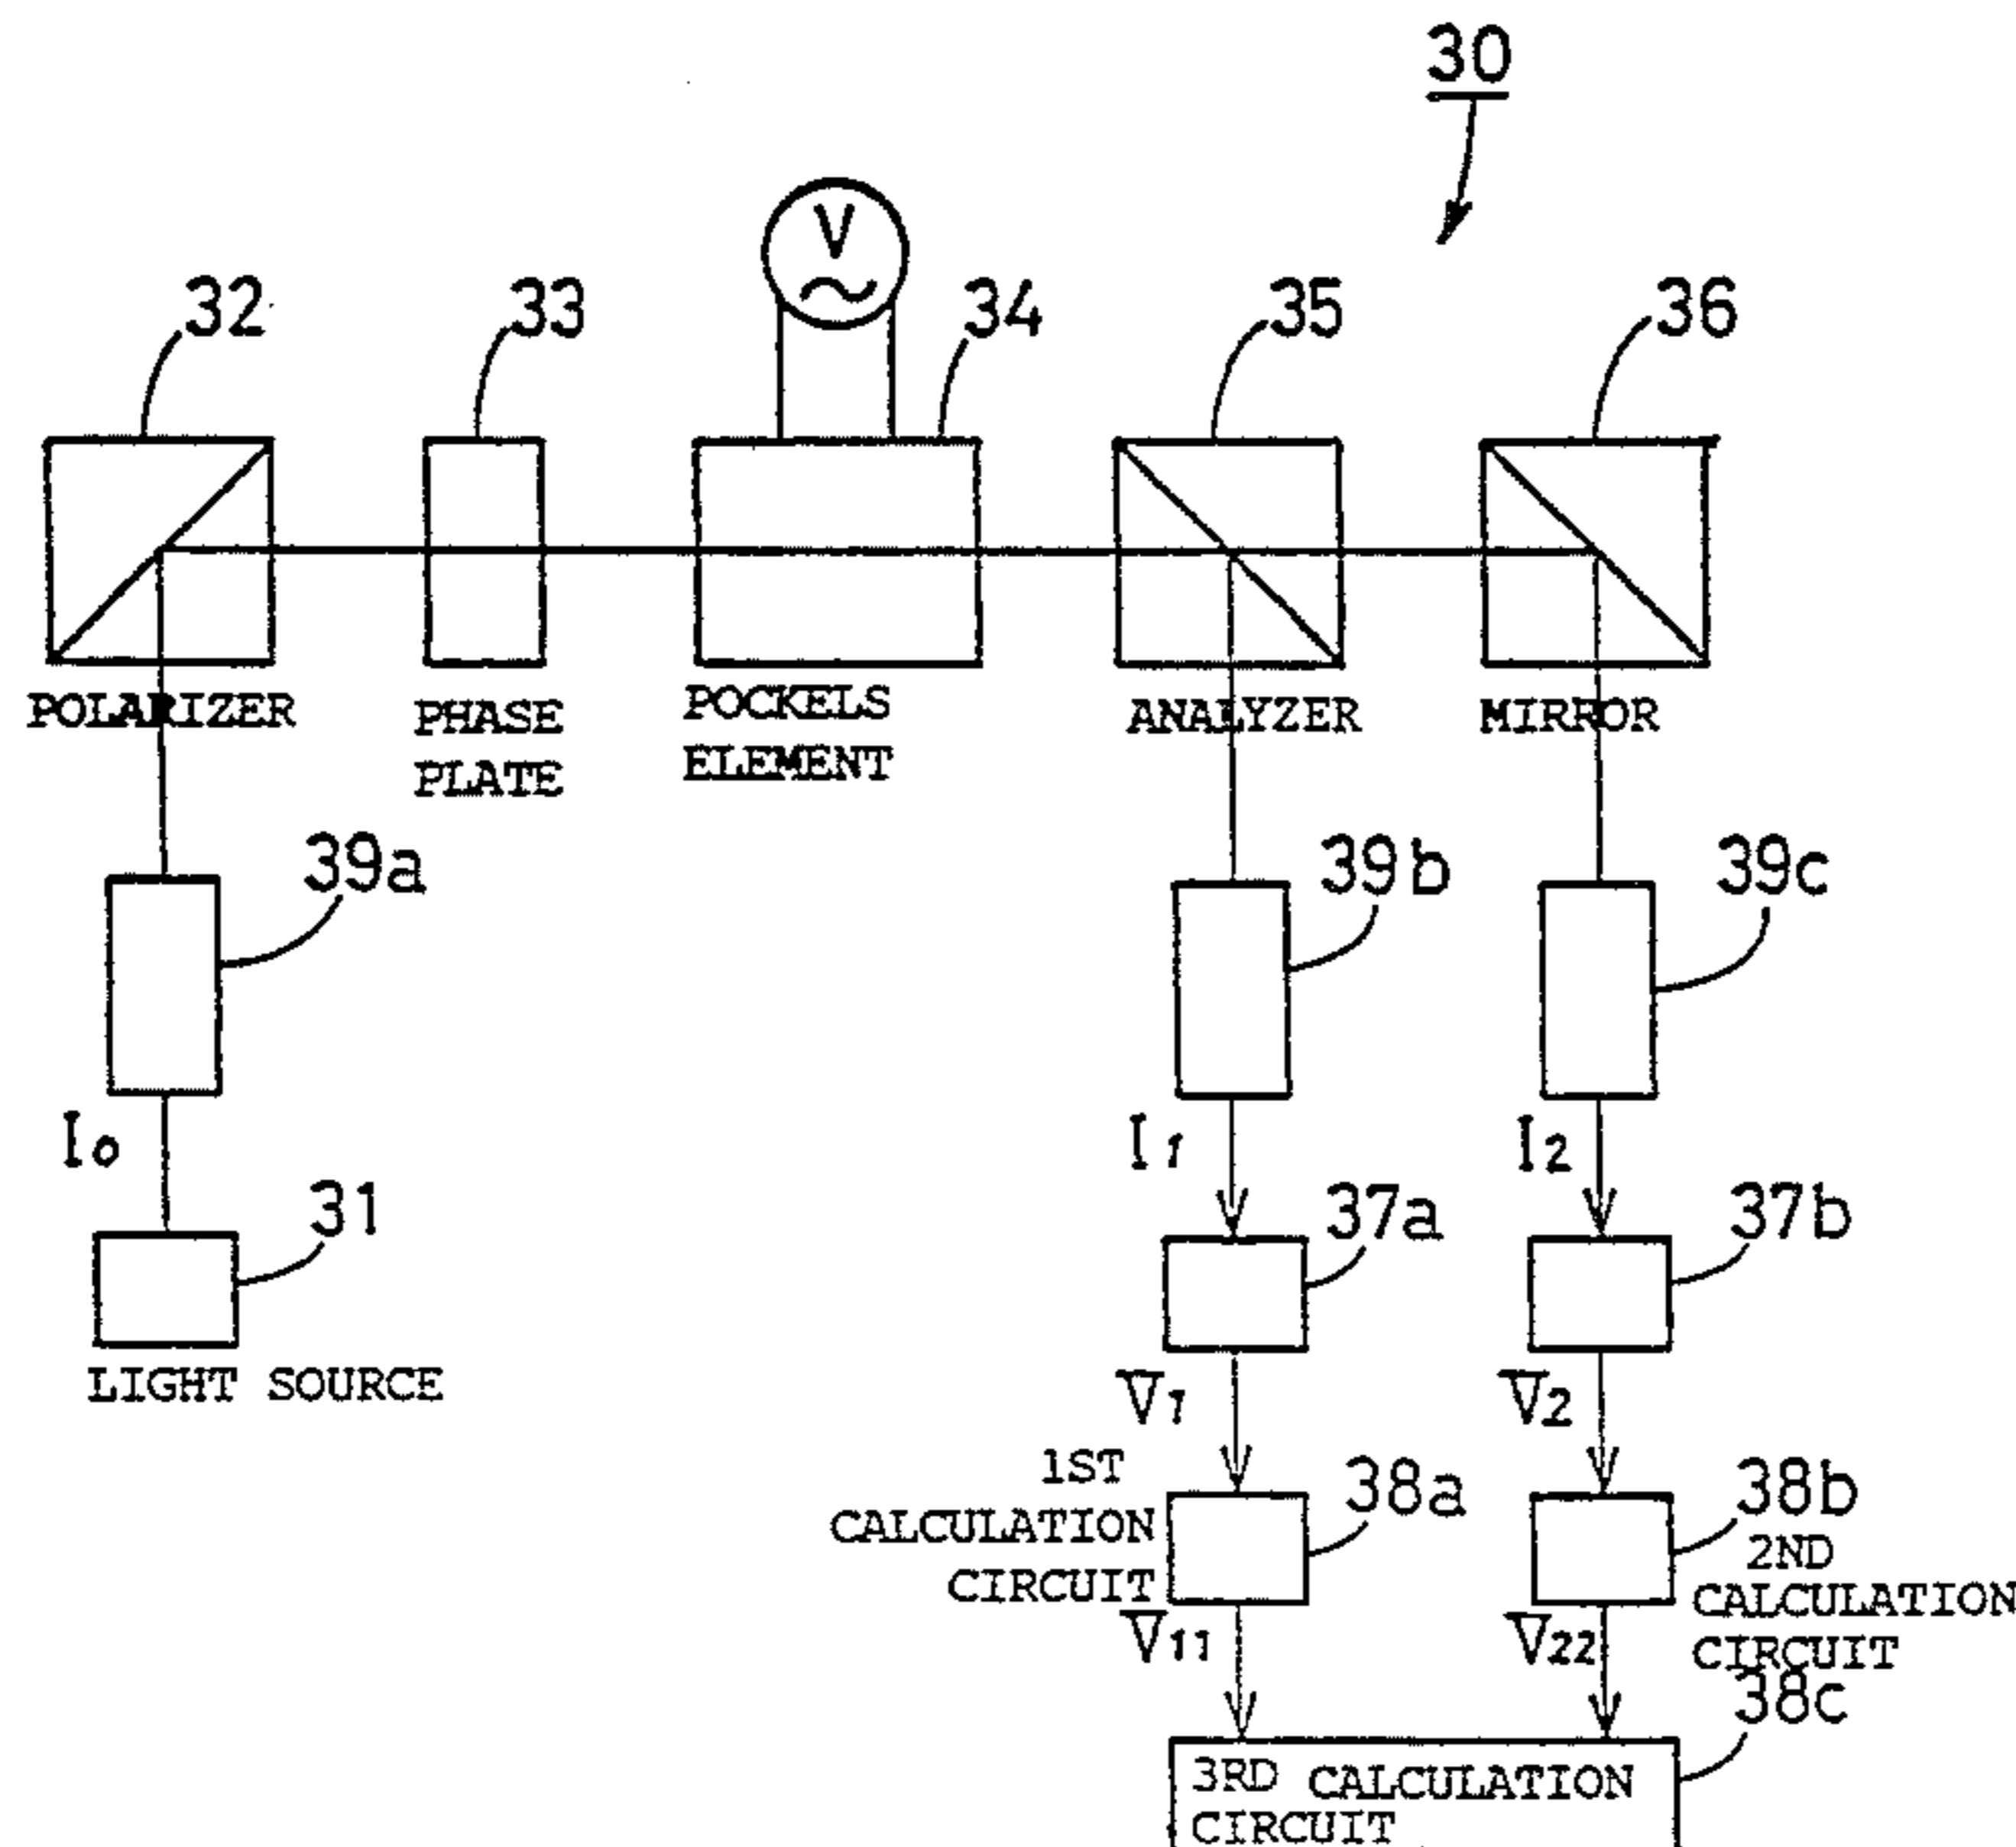 30
V
32
33
34
35
36
POLARIZER
PHASE
PLATE
POCKELS
ELEMENT
ANALYZER
MIRROR
39a
39b
39c
I0
I1
I2
31
37a
37b
LIGHT SOURCE
V1
V2
1ST
CALCULATION
CIRCUIT
38a
38b
2ND
CALCULATION
CIRCUIT
V11
V22
38c
3RD CALCULATION
CIRCUIT